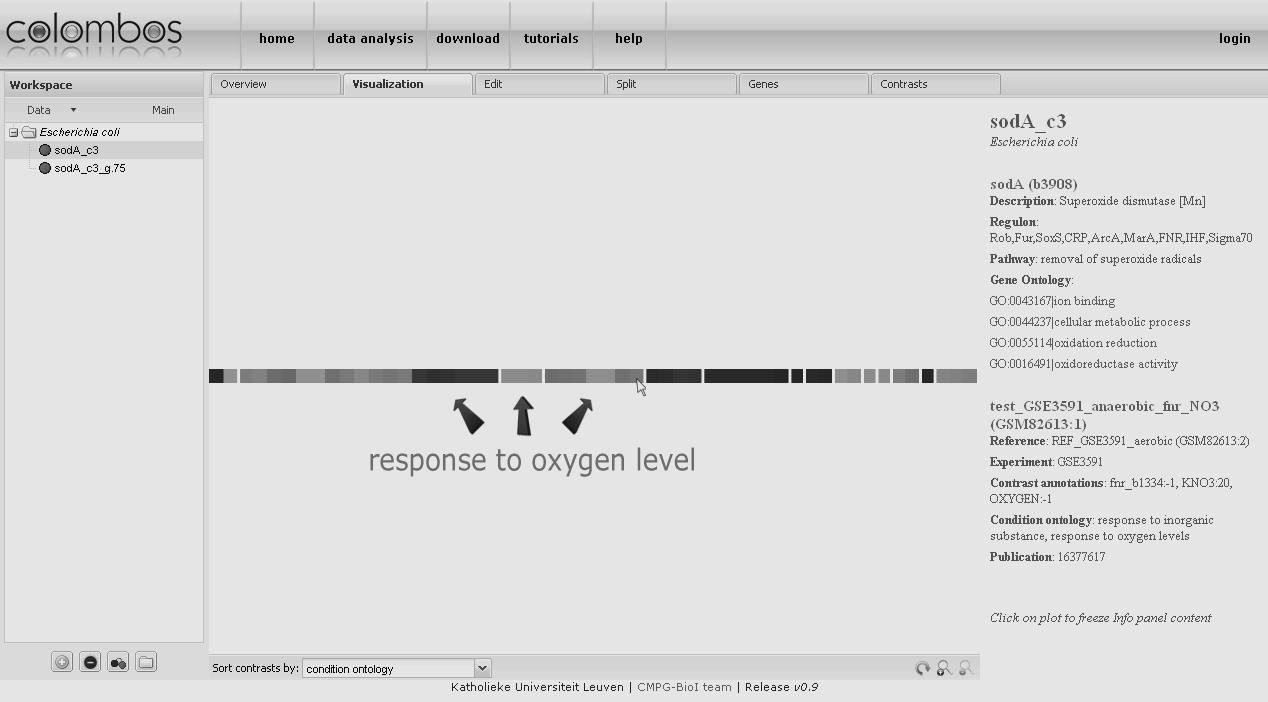 colombos
home
data analysis
download
tutorials
help
login
Workspace
Data
Main
Escherichia coli
sodA_c3
sodA_c3_g.75
Overview
Visualization
Edit
Split
Genes
Contrasts
response to oxygen level
sodA_c3
Escherichia coli
sodA (b3908)
Description: Superoxide dismutase [Mn]
Regulon:
Rob,Fur,SoxS,CRP,ArcA,MarA,FNR,IHF,Sigma70
Pathway: removal of superoxide radicals
Gene Ontology:
GO:0043167|ion binding
GO:0044237|cellular metabolic process
GO:0055114|oxidation reduction
GO:0016491|oxidoreductase activity
test_GSE3591_anaerobic_fnr_NO3
(GSM82613:1)
Reference: REF_GSE3591_aerobic (GSM82613:2)
Experiment: GSE3591
Contrast annotations: fnr_b1334:-1, KNO3:20,
OXYGEN:-1
Condition ontology: response to inorganic
substance, response to oxygen levels
Publication: 16377617
Click on plot to freeze Info panel content
Sort contrasts by: condition ontology
Katholieke Universiteit Leuven | CMPG-BioI team | Release v0.9